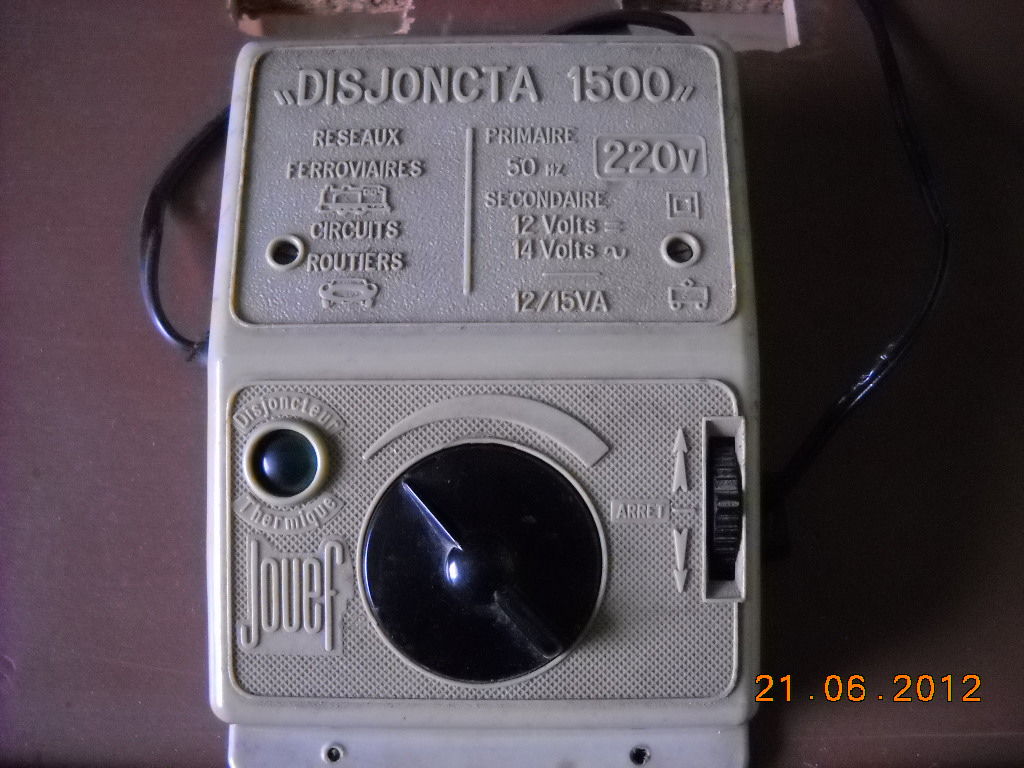 "DISJONCTA 1500"
RESEAUX
FERROVIAIRES
CIRCUITS
ROUTIERS
PRIMAIRE
50 HZ
220V
SECONDAIRE
12 Volts =
14 Volts ~
12/15VA
Disjoncteur
Thermique
Jouef
ARRET
21.06.2012